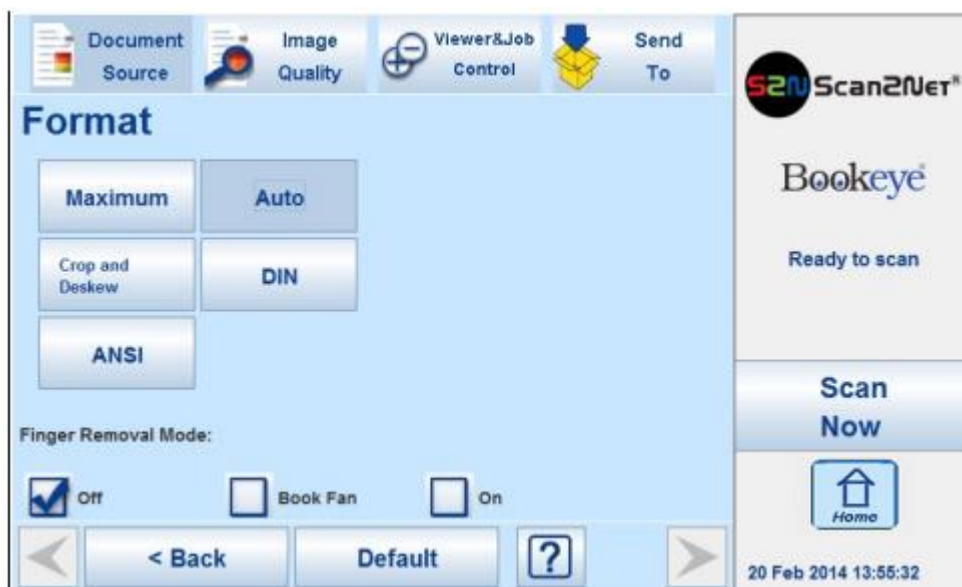 Document
Source
Image
Quality
Viewer&Job
Control
Send
To
Format
Maximum
Auto
Crop and
Deskew
DIN
ANSI
Finger Removal Mode:
Off
Book Fan
On
< Back
Default
?
S2N Scan2Net®
Bookeye®
Ready to scan
Scan
Now
Home
20 Feb 2014 13:55:32